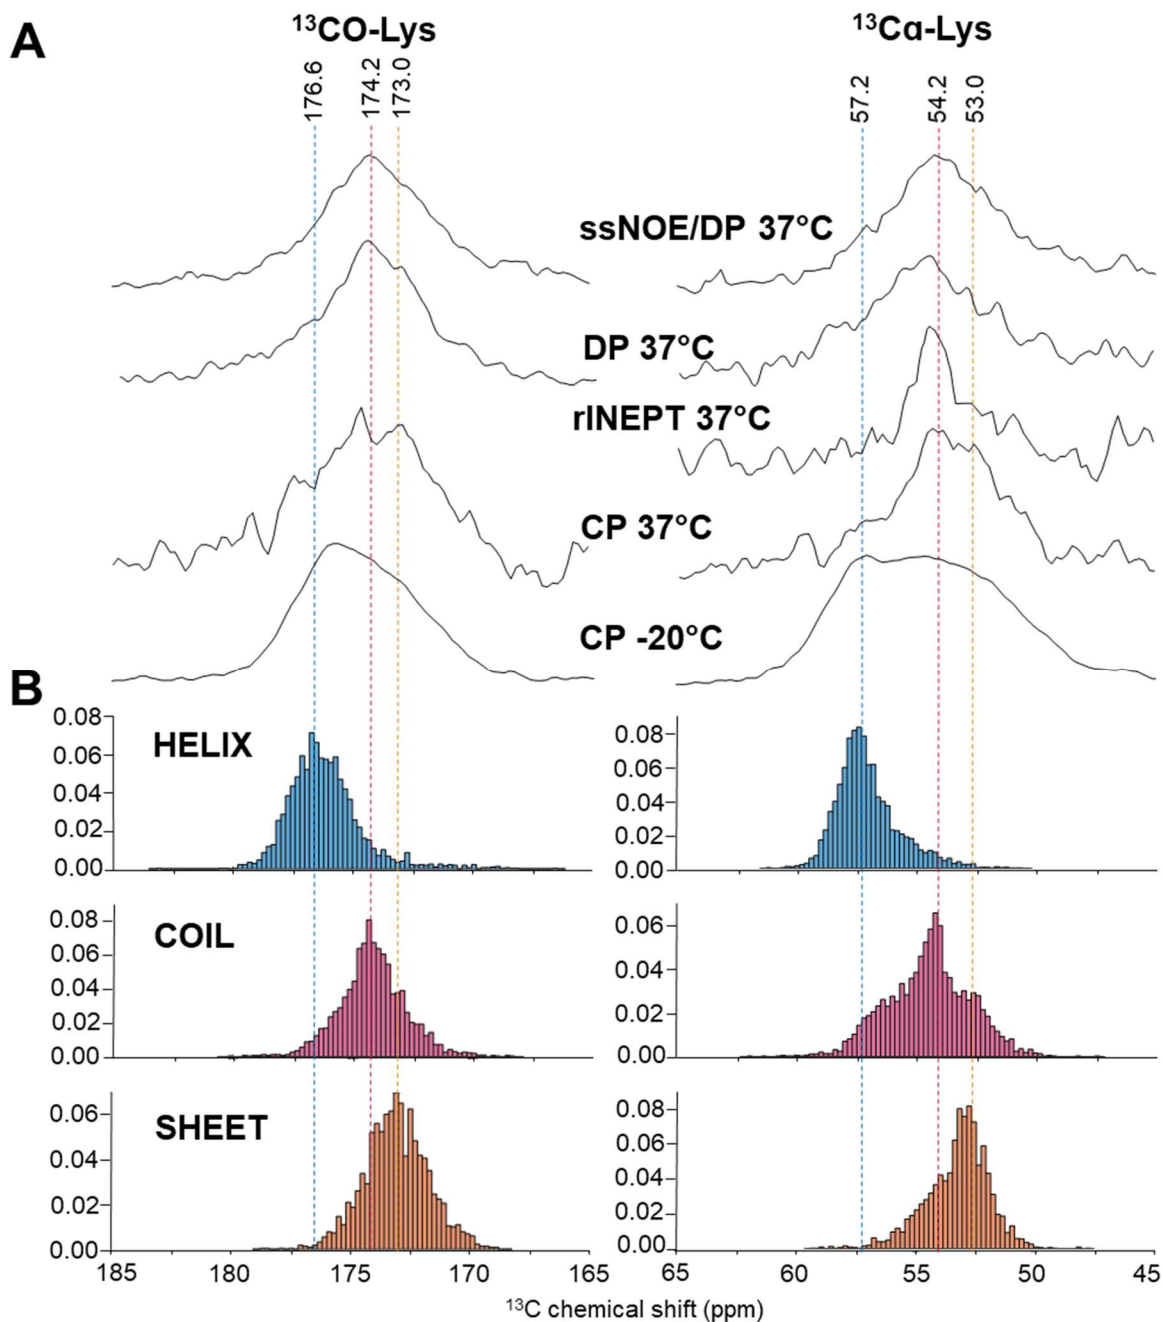 A
¹³CO-Lys
¹³Cα-Lys
176.6
174.2
173.0
57.2
54.2
53.0
ssNOE/DP 37°C
DP 37°C
rINEPT 37°C
CP 37°C
CP -20°C
B
HELIX
0.08
0.06
0.04
0.02
0.00
0.08
0.06
0.04
0.02
0.00
COIL
0.08
0.06
0.04
0.02
0.00
0.06
0.04
0.02
0.00
SHEET
0.06
0.04
0.02
0.00
0.08
0.06
0.04
0.02
0.00
185 180 175 170 165
65 60 55 50 45
¹³C chemical shift (ppm)